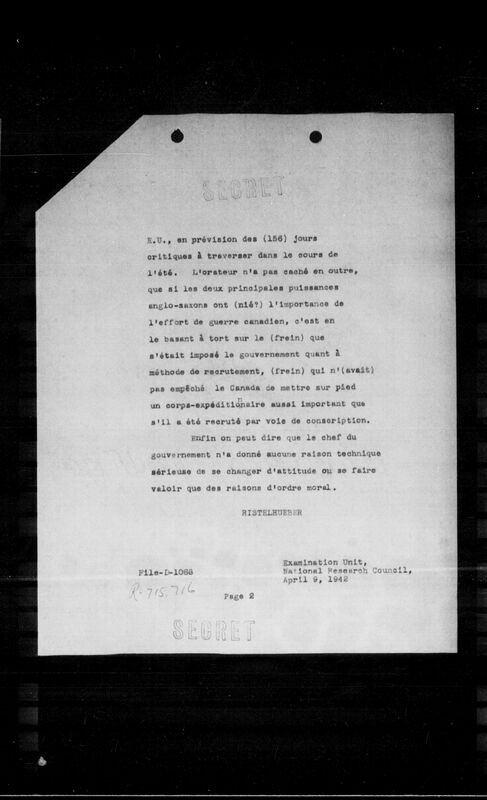 SECRET
E.U., en prévision des (156) jours
critiques à traverser dans le cours de
l'été. L'orateur n'a pas caché en outre,
que si les deux principales puissances
anglo-saxons ont (nié?) l'importance de
l'effort de guerre canadien, c'est en
le basant à tort sur le (frein) que
s'était imposé le gouvernement quant à
méthode de recrutement, (frein) qui n'(avait)
pas empêché le Canada de mettre sur pied
un corps-expéditionaire aussi important que
s'il a été recruté par voie de conscription.
Enfin on peut dire que le chef du
gouvernement n'a donné aucune raison technique
sérieuse de se changer d'attitude ou se faire
valoir que des raisons d'ordre moral.
RISTELHUEBER
Examination Unit,
File-D-1068 National Research Council,
April 9, 1942
R-715,716
Page 2
SECRET